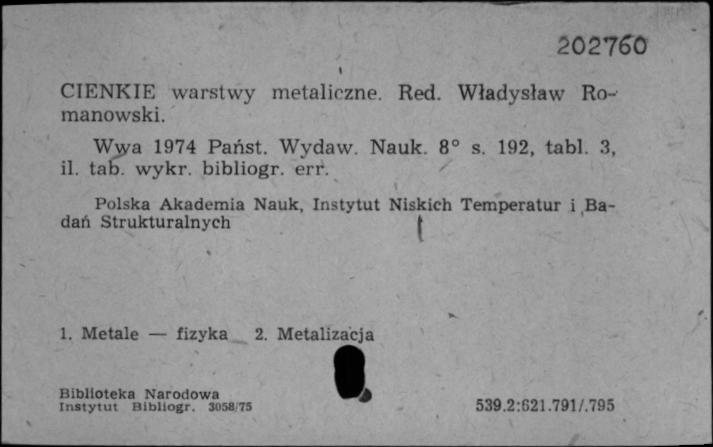 202760
CIENKIE warstwy metaliczne. Red. Władysław Ro-
manowski.
Wwa 1974 Państ. Wydaw. Nauk. 8° s. 192, tabl. 3,
il. tab. wykr. bibliogr. err.
Polska Akademia Nauk, Instytut Niskich Temperatur i Ba-
dań Strukturalnych
1. Metale — fizyka 2. Metalizacja
Biblioteka Narodowa
Instytut Bibliogr. 3058/75
539.2:621.791/.795